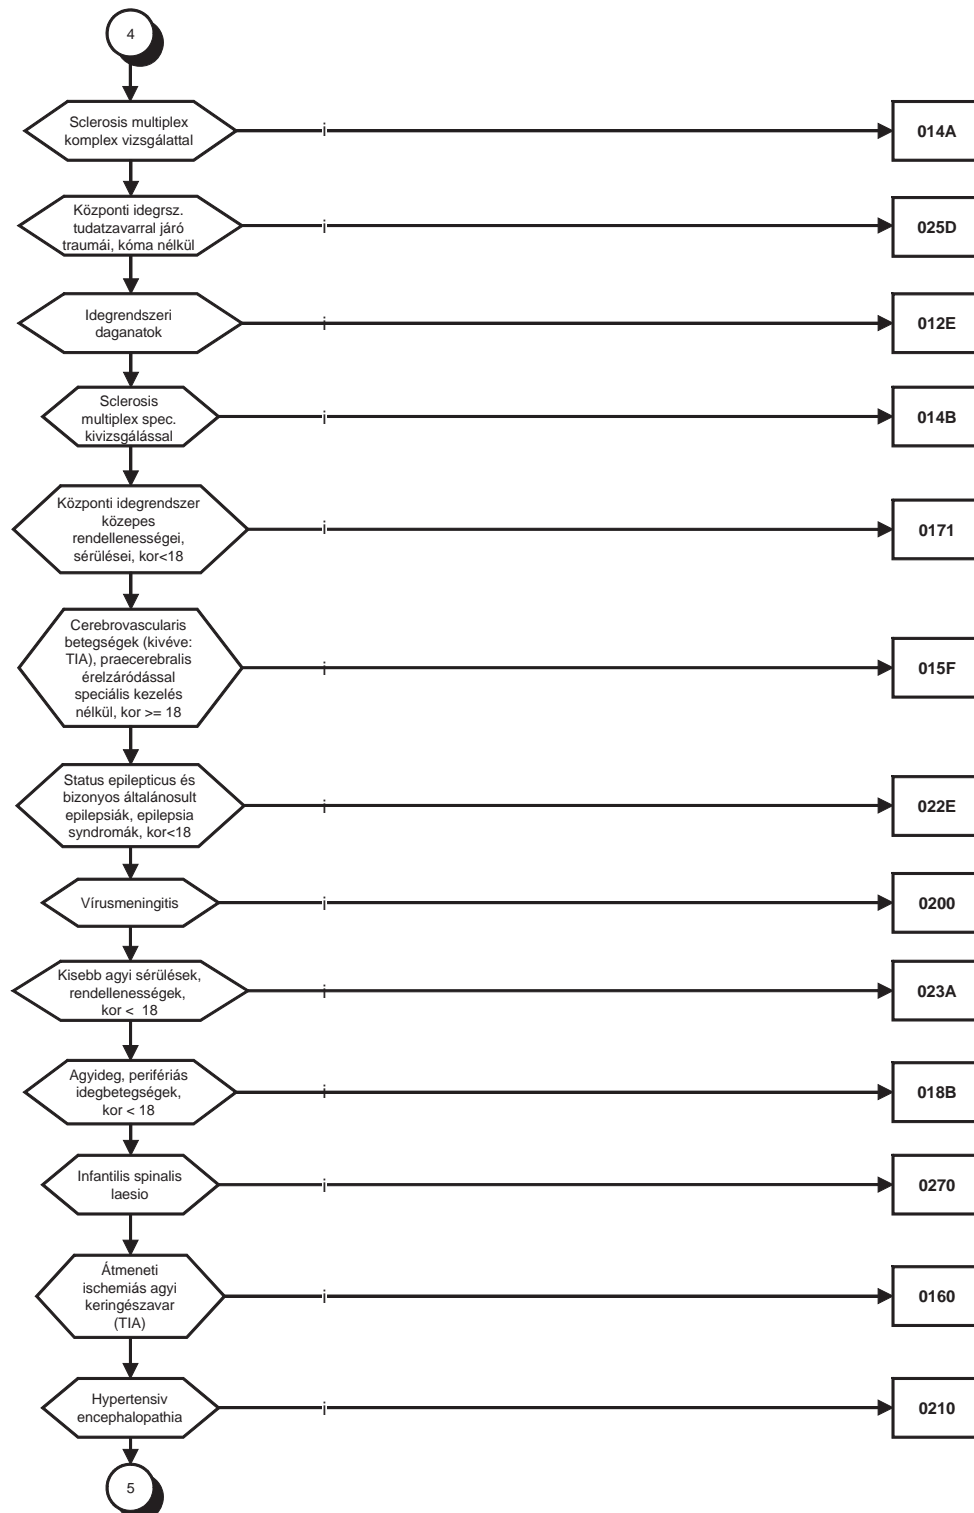 4
Sclerosis multiplex
komplex vizsgálattal
i
014A
Központi idegrsz.
tudatzavarral járó
traumái, kóma nélkül
i
025D
Idegrendszeri
daganatok
i
012E
Sclerosis
multiplex spec.
kivizsgálással
i
014B
Központi idegrendszer
közepes
rendellenességei,
sérülései, kor<18
i
0171
Cerebrovascularis
betegségek (kivéve:
TIA), praecerebralis
érelzáródással
speciális kezelés
nélkül, kor >= 18
i
015F
Status epilepticus és
bizonyos általánosult
epilepsiák, epilepsia
syndromák, kor<18
i
022E
Vírusmeningitis
i
0200
Kisebb agyi sérülések,
rendellenességek,
kor < 18
i
023A
Agyideg, perifériás
idegbetegségek,
kor < 18
i
018B
Infantilis spinalis
laesio
i
0270
Átmeneti
ischemiás agyi
keringészavar
(TIA)
i
0160
Hypertensiv
encephalopathia
i
0210
5